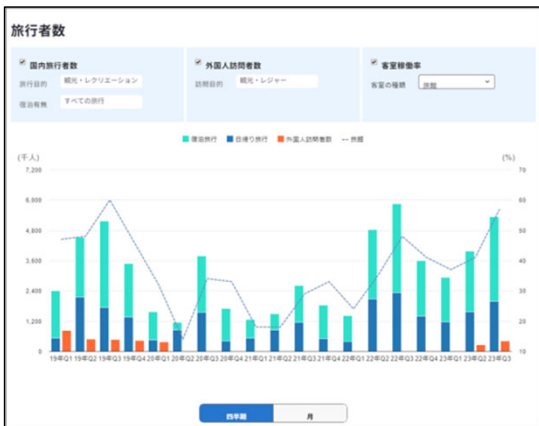 旅行者数
国内旅行者数
旅行目的 観光・レクリエーション
宿泊有無 すべての旅行
外国人訪問者数
訪問目的 観光・レジャー
客室稼働率
客室の種類 旅館
宿泊旅行 日帰り旅行 外国人訪問者数 旅館
(千人) (%)
7,200 70
6,000 60
4,800 50
3,600 40
2,400 30
1,200 20
0 10
19年Q1 19年Q2 19年Q3 19年Q4 20年Q1 20年Q2 20年Q3 20年Q4 21年Q1 21年Q2 21年Q3 21年Q4 22年Q1 22年Q2 22年Q3 22年Q4 23年Q1 23年Q2 23年Q3
四半期 月